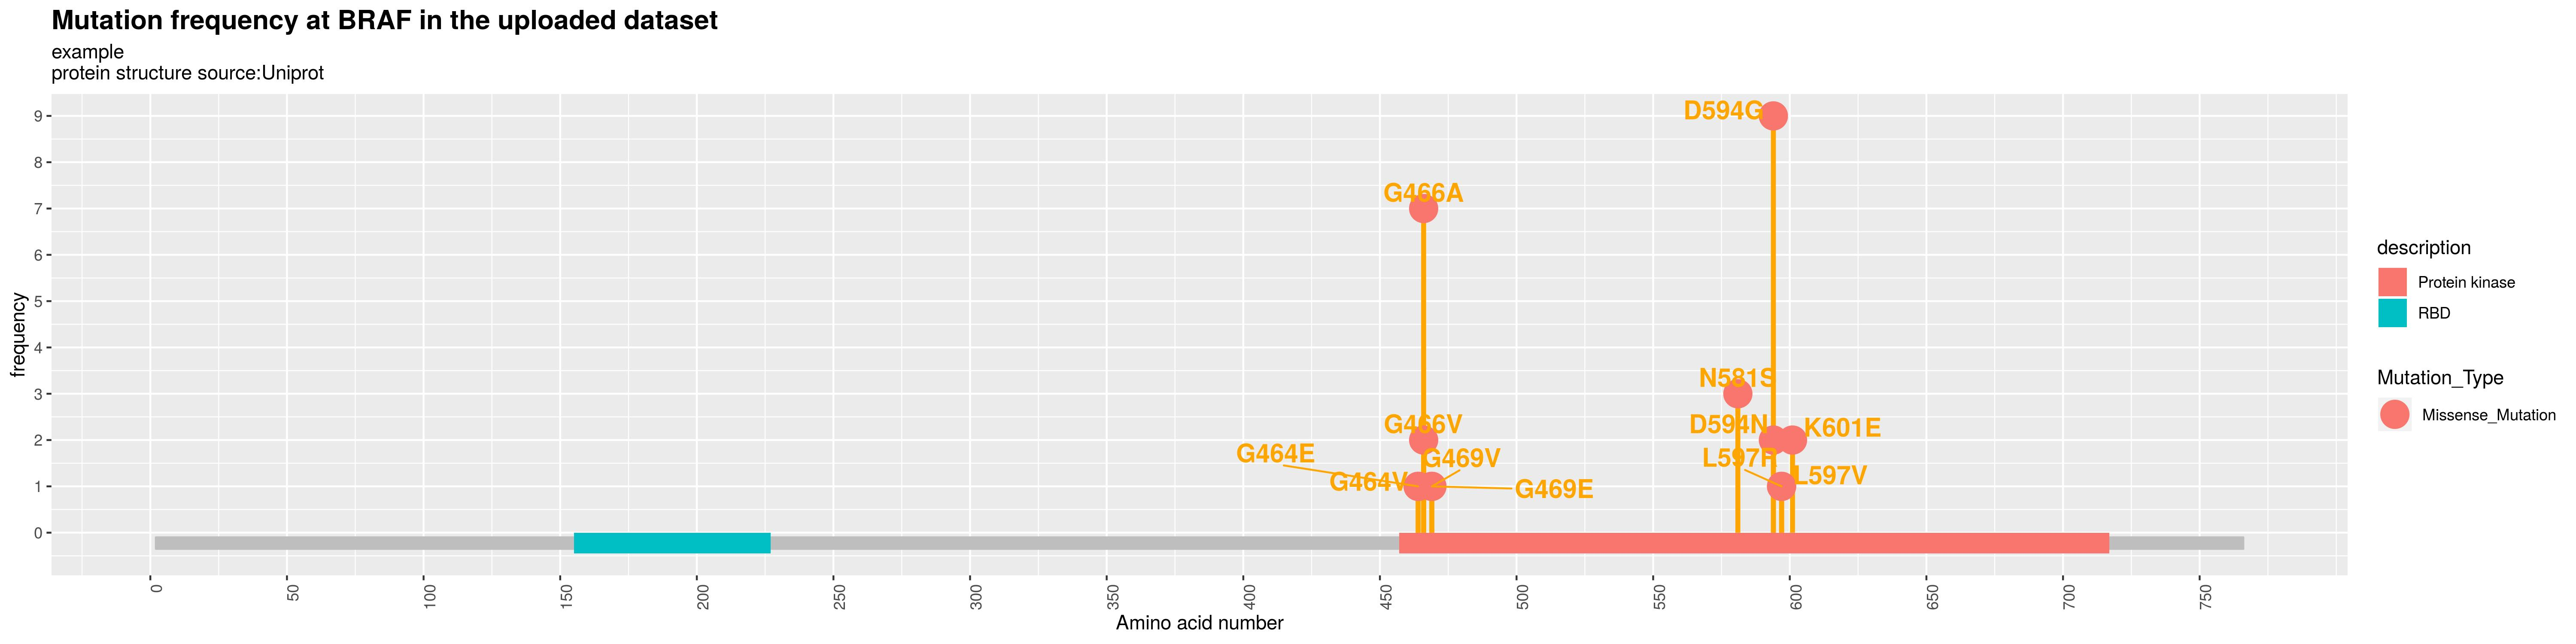 Mutation frequency at BRAF in the uploaded dataset
example
protein structure source:Uniprot
frequency
9
8
7
6
5
4
3
2
1
0
D594G
G466A
N581S
G466V
D594N
K601E
G464E
G469V
L597R
L597V
G464V
G469E
0
50
100
150
200
250
300
350
400
450
500
550
600
650
700
750
Amino acid number
description
Protein kinase
RBD
Mutation_Type
Missense_Mutation